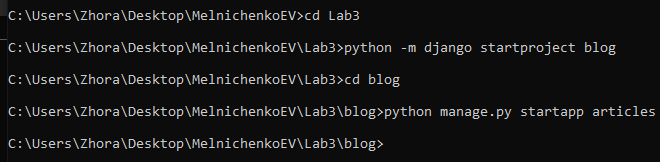 C:\Users\Zhora\Desktop\MelnichenkoEV>cd Lab3
C:\Users\Zhora\Desktop\MelnichenkoEV\Lab3>python -m django startproject blog
C:\Users\Zhora\Desktop\MelnichenkoEV\Lab3>cd blog
C:\Users\Zhora\Desktop\MelnichenkoEV\Lab3\blog>python manage.py startapp articles
C:\Users\Zhora\Desktop\MelnichenkoEV\Lab3\blog>